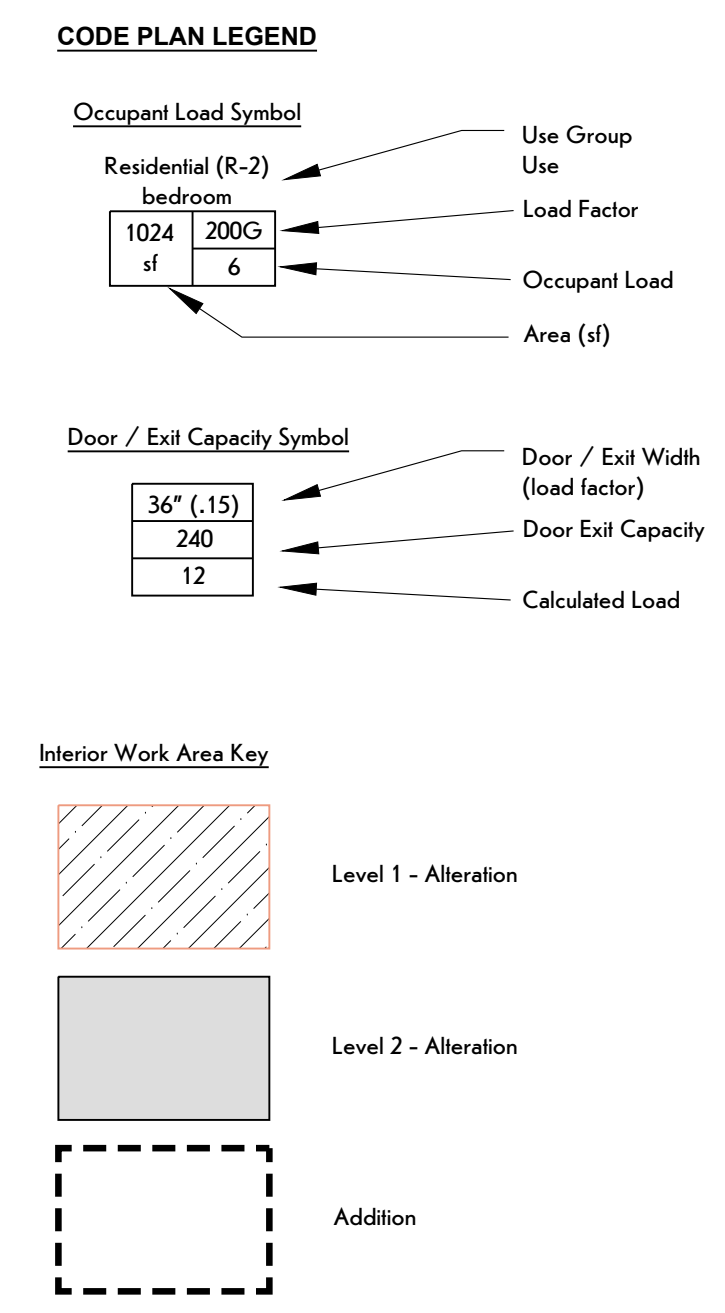 CODE PLAN LEGEND
Occupant Load Symbol
Residential (R-2)
bedroom
1024
sf
200G
6
Use Group
Use
Load Factor
Occupant Load
Area (sf)
Door / Exit Capacity Symbol
36" (.15)
240
12
Door / Exit Width
(load factor)
Door Exit Capacity
Calculated Load
Interior Work Area Key
Level 1 - Alteration
Level 2 - Alteration
Addition